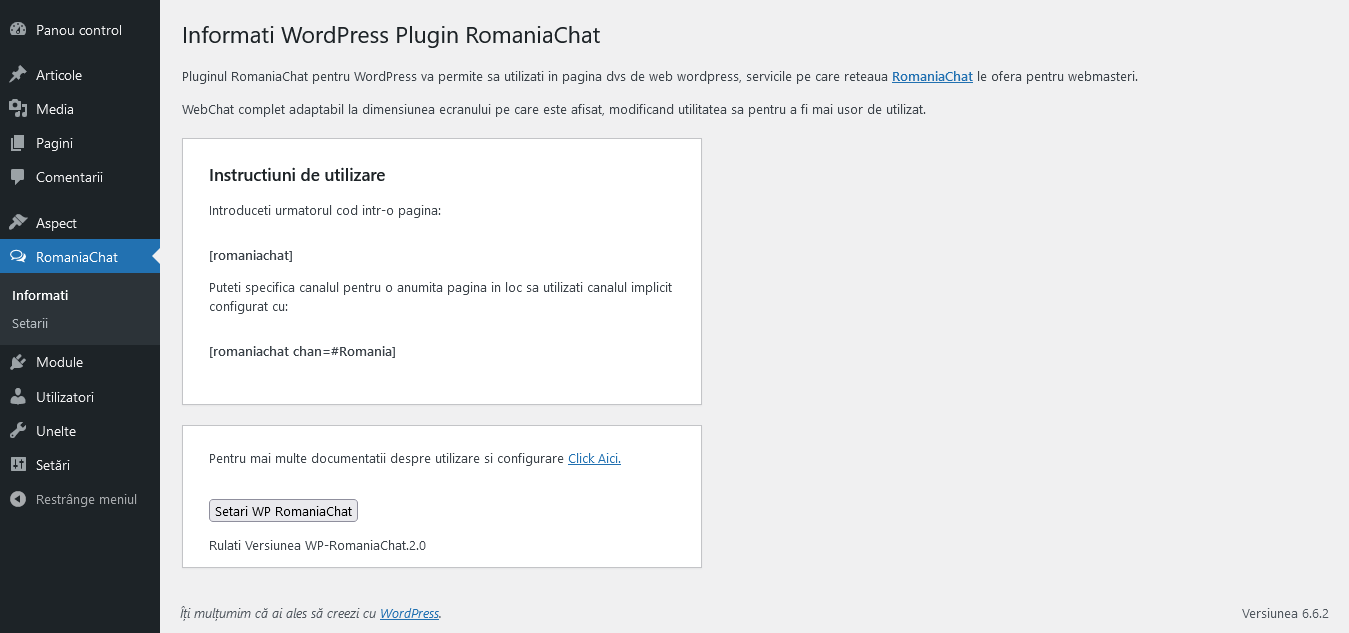 Panou control
Articole
Media
Pagini
Comentarii
Aspect
RomaniaChat
Informati
Setarii
Module
Utilizatori
Unelte
Setări
Restrânge meniul
Informati WordPress Plugin RomaniaChat
Pluginul RomaniaChat pentru WordPress va permite sa utilizati in pagina dvs de web wordpress, servicile pe care reteaua RomaniaChat le ofera pentru webmasteri.
WebChat complet adaptabil la dimensiunea ecranului pe care este afisat, modificand utilitatea sa pentru a fi mai usor de utilizat.
Instructiuni de utilizare
Introduceti urmatorul cod intr-o pagina:
[romaniachat]
Puteti specifica canalul pentru o anumita pagina in loc sa utilizati canalul implicit
configurat cu:
[romaniachat chan=#Romania]
Pentru mai multe documentatii despre utilizare si configurare Click Aici.
Setari WP RomaniaChat
Rulati Versiunea WP-RomaniaChat.2.0
Îți mulțumim că ai ales să creezi cu WordPress.
Versiunea 6.6.2